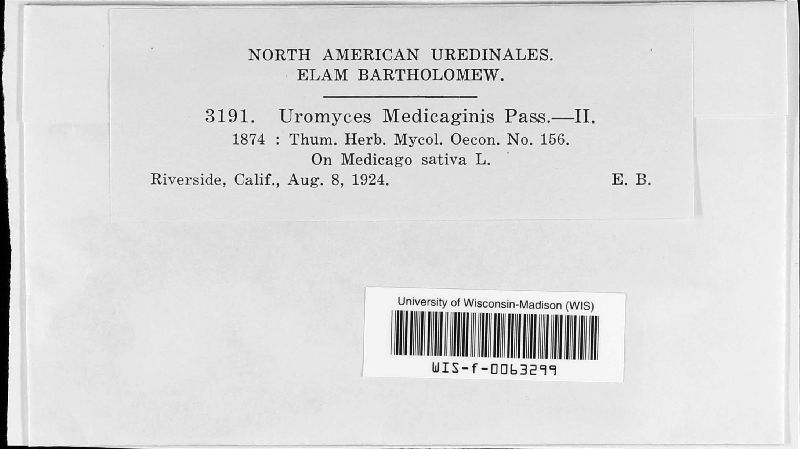 NORTH AMERICAN UREDINALES.
ELAM BARTHOLOMEW.
3191. Uromyces Medicaginis Pass.—II.
1874 : Thum. Herb. Mycol. Oecon. No. 156.
On Medicago sativa L.
Riverside, Calif., Aug. 8, 1924. E. B.
University of Wisconsin-Madison (WIS)
WIS-f-0063299